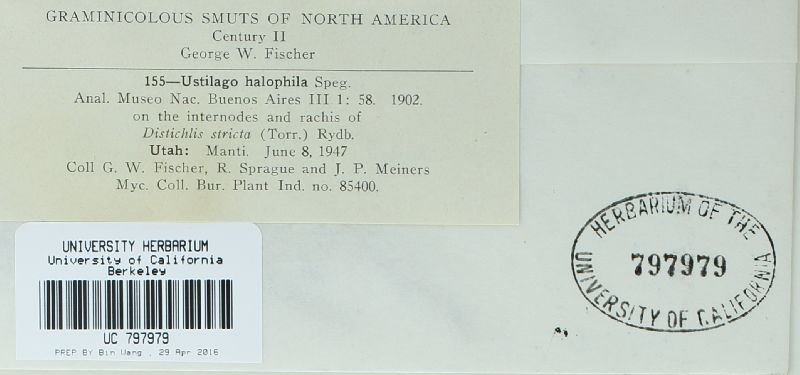 GRAMINICOLOUS SMUTS OF NORTH AMERICA
Century II
George W. Fischer
155—Ustilago halophila Speg.
Anal. Museo Nac. Buenos Aires III 1: 58. 1902.
on the internodes and rachis of
Distichlis stricta (Torr.) Rydb.
Utah: Manti. June 8, 1947
Coll G. W. Fischer, R. Sprague and J. P. Meiners
Myc. Coll. Bur. Plant Ind. no. 85400.
UNIVERSITY HERBARIUM
University of California
Berkeley
UC 797979
PREP BY Bin Wang , 29 Apr 2016
HERBARIUM OF THE
797979
UNIVERSITY OF CALIFORNIA